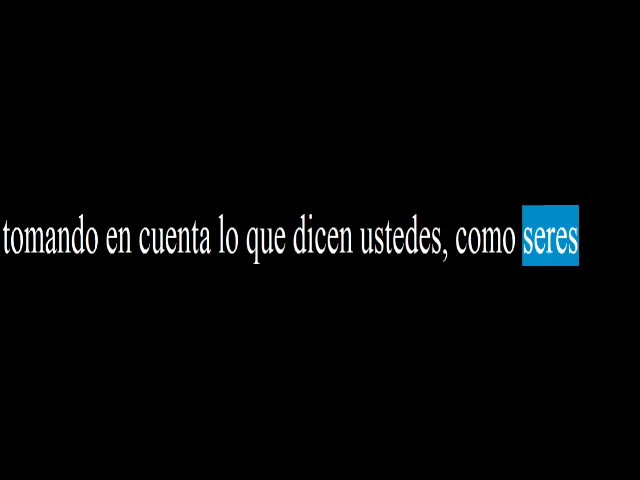 tomando en cuenta lo que dicen ustedes, como seres